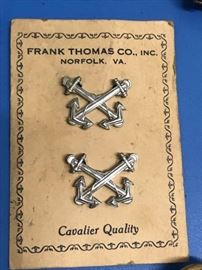 FRANK THOMAS CO., INC.
NORFOLK, VA.
Cavalier Quality